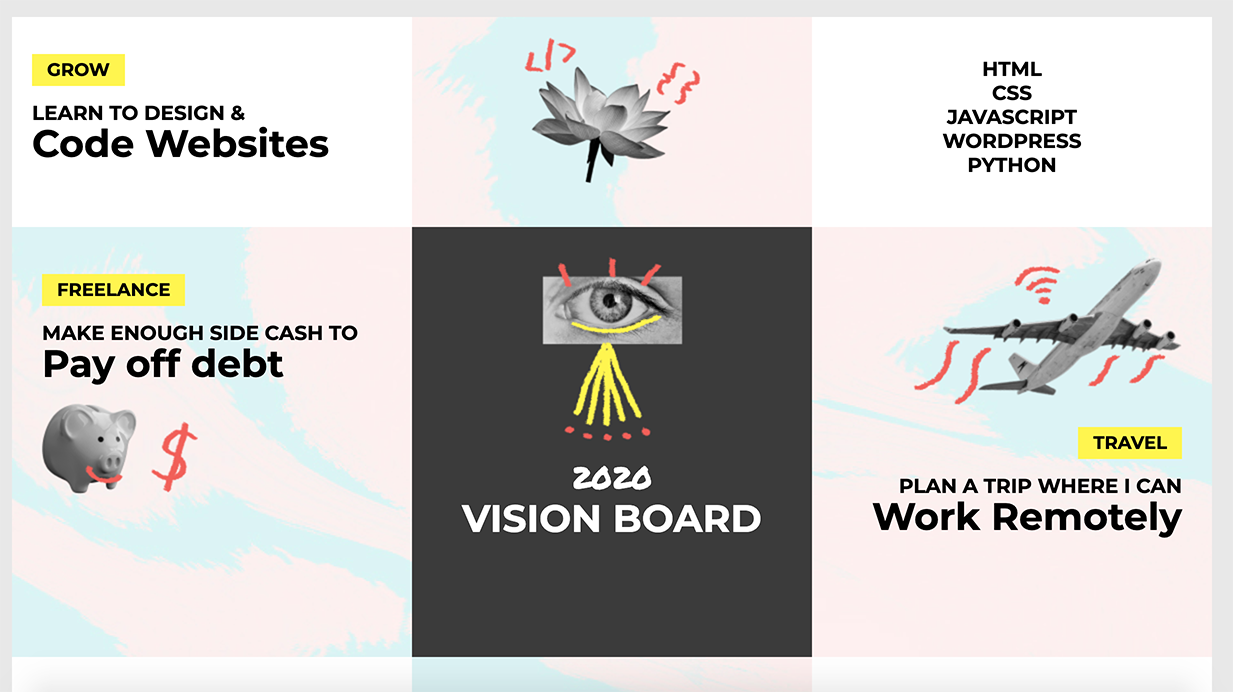 GROW
LEARN TO DESIGN &
Code Websites
</>
{}
HTML
CSS
JAVASCRIPT
WORDPRESS
PYTHON
FREELANCE
MAKE ENOUGH SIDE CASH TO
Pay off debt
$
2020
VISION BOARD
TRAVEL
PLAN A TRIP WHERE I CAN
Work Remotely